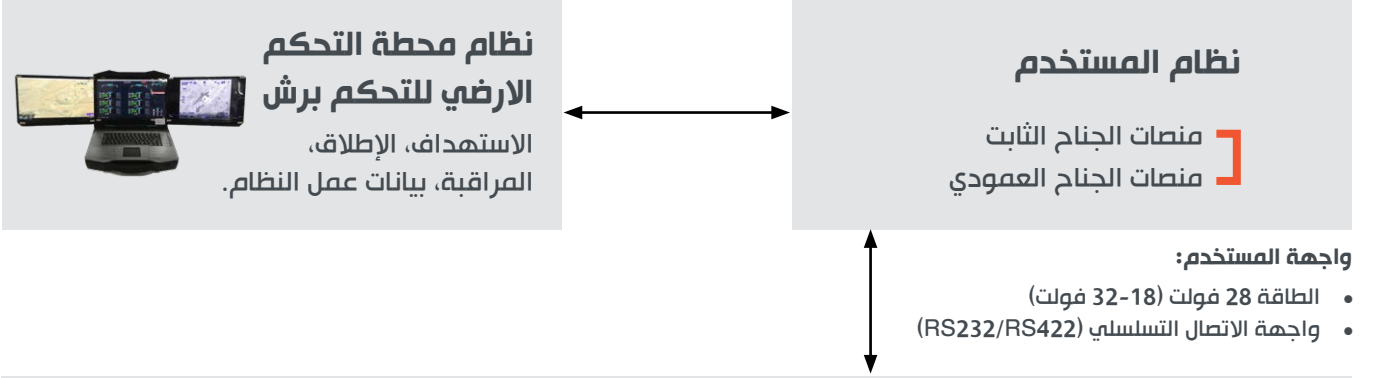 نظام المستخدم
منصات الجناح الثابت
منصات الجناح العمودي
نظام محطة التحكم
الارضي للتحكم برش
الاستهداف، الإطلاق،
المراقبة، بيانات عمل النظام.
واجهة المستخدم:
• الطاقة 28 فولت (18-32 فولت)
• واجهة الاتصال التسلسلي (RS232/RS422)